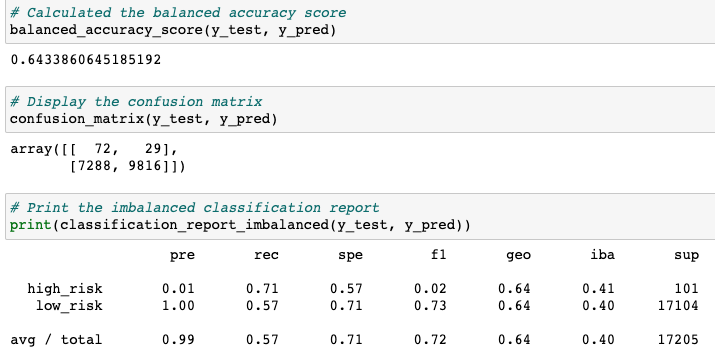 # Calculated the balanced accuracy score
balanced_accuracy_score(y_test, y_pred)
0.6433860645185192
# Display the confusion matrix
confusion_matrix(y_test, y_pred)
array([[  72,   29],
       [7288, 9816]])
# Print the imbalanced classification report
print(classification_report_imbalanced(y_test, y_pred))
pre rec spe f1 geo iba sup
high_risk 0.01 0.71 0.57 0.02 0.64 0.41 101
low_risk 1.00 0.57 0.71 0.73 0.64 0.40 17104
avg / total 0.99 0.57 0.71 0.72 0.64 0.40 17205